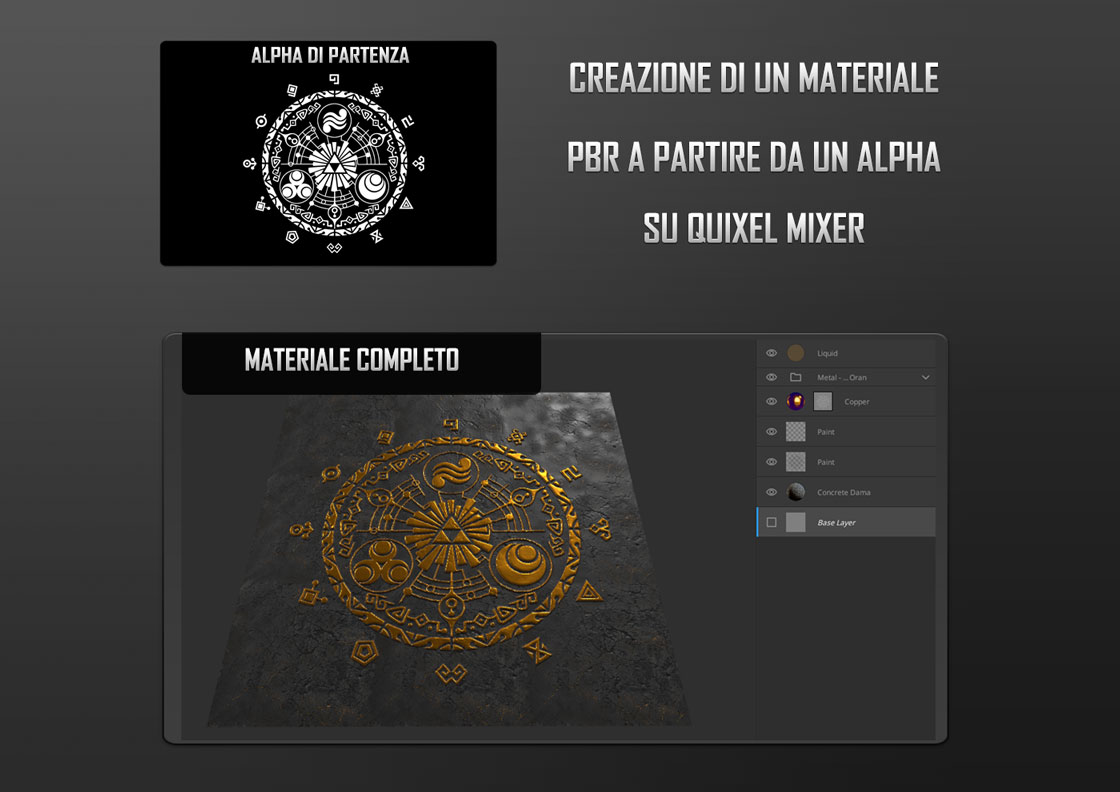 ALPHA DI PARTENZA
CREAZIONE DI UN MATERIALE
PBR A PARTIRE DA UN ALPHA
SU QUIXEL MIXER
MATERIALE COMPLETO
Liquid
Metal - ... Oran
Copper
Paint
Paint
Concrete Dama
Base Layer